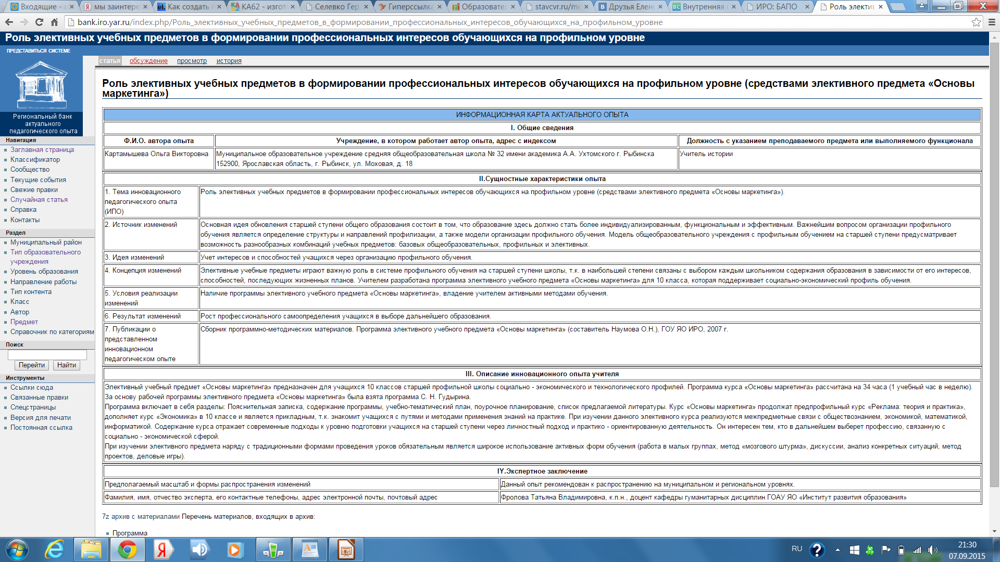 Входящие -
мы заинтере
Как создать
КА62 - изгот
Селевко Гер
Гиперссылка
Образовател
stavcvr.ru/me
Друзья Елен
Внутренняя
ИРО: БАПО
Роль электив
bank.iro.yar.ru/index.php/Роль_элективных_учебных_предметов_в_формировании_профессиональных_интересов_обучающихся_на_профильном_уровне
Роль элективных учебных предметов в формировании профессиональных интересов обучающихся на профильном уровне
ПРЕДСТАВИТЬСЯ СИСТЕМЕ
статья обсуждение просмотр история
Региональный банк
актуального
педагогического опыта
Навигация
Заглавная страница
Классификатор
Сообщество
Текущие события
Свежие правки
Случайная статья
Справка
Контакты
Раздел
Муниципальный район
Тип образовательного
учреждения
Уровень образования
Направление работы
Тип контента
Класс
Автор
Предмет
Справочник по категориям
Поиск
Перейти Найти
Инструменты
Ссылки сюда
Связанные правки
Спецстраницы
Версия для печати
Постоянная ссылка
Роль элективных учебных предметов в формировании профессиональных интересов обучающихся на профильном уровне (средствами элективного предмета «Основы
маркетинга»)
ИНФОРМАЦИОННАЯ КАРТА АКТУАЛЬНОГО ОПЫТА
I. Общие сведения
Ф.И.О. автора опыта
Учреждение, в котором работает автор опыта, адрес с индексом
Должность с указанием преподаваемого предмета или выполняемого функционала
Картамышева Ольга Викторовна
Муниципальное образовательное учреждение средняя общеобразовательная школа № 32 имени академика А.А. Ухтомского г. Рыбинска
152900, Ярославская область, г. Рыбинск, ул. Моховая, д. 18
Учитель истории
II.Сущностные характеристики опыта
1. Тема инновационного
педагогического опыта
(ИПО)
Роль элективных учебных предметов в формировании профессиональных интересов обучающихся на профильном уровне (средствами элективного предмета «Основы маркетинга»).
2. Источник изменений
Основная идея обновления старшей ступени общего образования состоит в том, что образование здесь должно стать более индивидуализированным, функциональным и эффективным. Важнейшим вопросом организации профильного
обучения является определение структуры и направлений профилизации, а также модели организации профильного обучения. Модель общеобразовательного учреждения с профильным обучением на старшей ступени предусматривает
возможность разнообразных комбинаций учебных предметов: базовых общеобразовательных, профильных и элективных.
3. Идея изменений
Учет интересов и способностей учащихся через организацию профильного обучения.
4. Концепция изменений
Элективные учебные предметы играют важную роль в системе профильного обучения на старшей ступени школы, т.к. в наибольшей степени связаны с выбором каждым школьником содержания образования в зависимости от его интересов,
способностей, последующих жизненных планов. Учителем разработана программа элективного учебного предмета «Основы маркетинга» для 10 класса, которая поддерживает социально-экономический профиль обучения.
5. Условия реализации
изменений
Наличие программы элективного учебного предмета «Основы маркетинга», владение учителем активными методами обучения.
6. Результат изменений
Рост профессионального самоопределения учащихся в выборе дальнейшего образования.
7. Публикации о
представленном
инновационном
педагогическом опыте
Сборник программно-методических материалов. Программа элективного учебного предмета «Основы маркетинга» (составитель Наумова О.Н.), ГОУ ЯО ИРО, 2007 г.
III. Описание инновационного опыта учителя
Элективный учебный предмет «Основы маркетинга» предназначен для учащихся 10 классов старшей профильной школы социально - экономического и технологического профилей. Программа курса «Основы маркетинга» рассчитана на 34 часа (1 учебный час в неделю).
За основу рабочей программы элективного предмета «Основы маркетинга» была взята программа С. Н. Гудырина.
Программа включает в себя разделы: Пояснительная записка, содержание программы, учебно-тематический план, поурочное планирование, список предлагаемой литературы. Курс «Основы маркетинга» продолжат предпрофильный курс «Реклама: теория и практика»,
дополняет курс «Экономика» в 10 классе и является прикладным, т.к. знакомит учащихся с путями и методами применения знаний на практике. При изучении данного элективного курса реализуются межпредметные связи с обществознанием, экономикой, математикой,
информатикой. Содержание курса отражает современные подходы к уровню подготовки учащихся на старшей ступени через личностный подход и практико - ориентированную деятельность. Он интересен тем, кто в дальнейшем выберет профессию, связанную с
социально - экономической сферой.
При изучении элективного предмета наряду с традиционными формами проведения уроков обязательным является широкое использование активных форм обучения (работа в малых группах, метод «мозгового штурма», дискуссии, анализ конкретных ситуаций, метод
проектов, деловые игры).
IY.Экспертное заключение
Предполагаемый масштаб и формы распространения изменений
Данный опыт рекомендован к распространению на муниципальном и региональном уровнях.
Фамилия, имя, отчество эксперта, его контактные телефоны, адрес электронной почты, почтовый адрес
Фролова Татьяна Владимировна, к.п.н., доцент кафедры гуманитарных дисциплин ГОАУ ЯО «Институт развития образования»
7z архив с материалами Перечень материалов, входящих в архив:
Программа
RU
21:30
07.09.2015